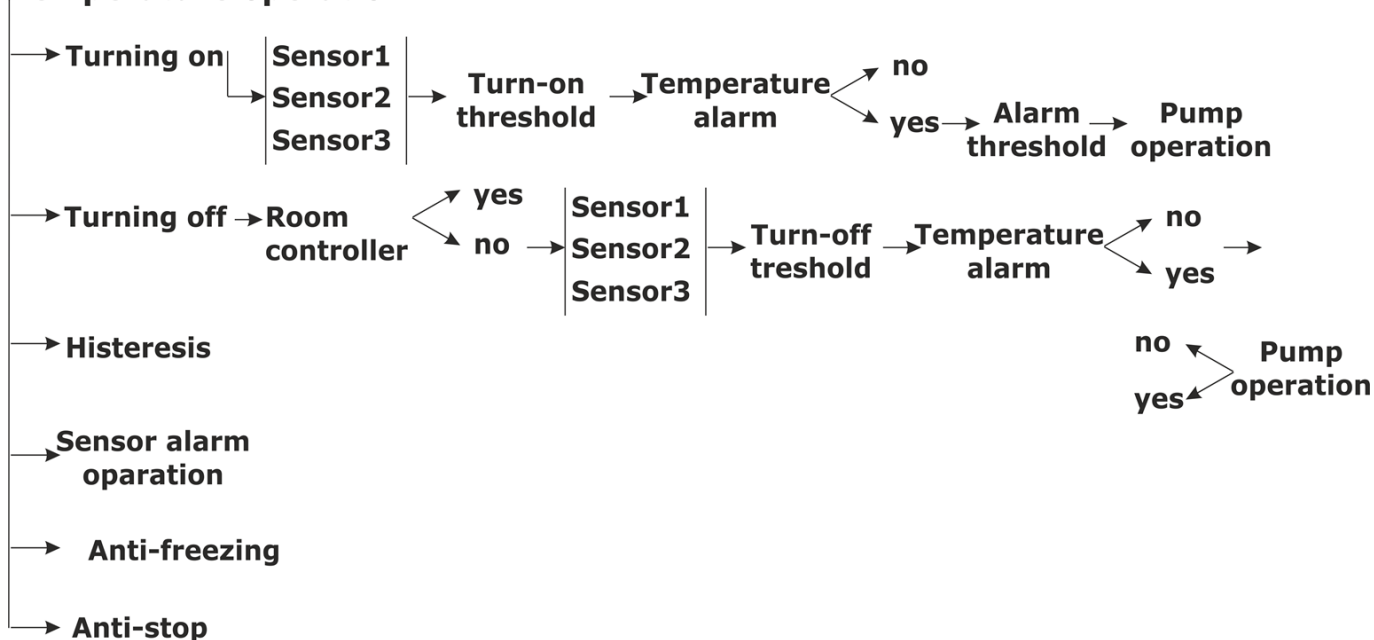 Turning on
Sensor1
Sensor2
Sensor3
Turn-on
threshold
Temperature
alarm
no
yes
Alarm
threshold
Pump
operation
Turning off
Room
controller
yes
no
Sensor1
Sensor2
Sensor3
Turn-off
treshold
Temperature
alarm
no
yes
Histeresis
no
yes
Pump
operation
Sensor alarm
oparation
Anti-freezing
Anti-stop